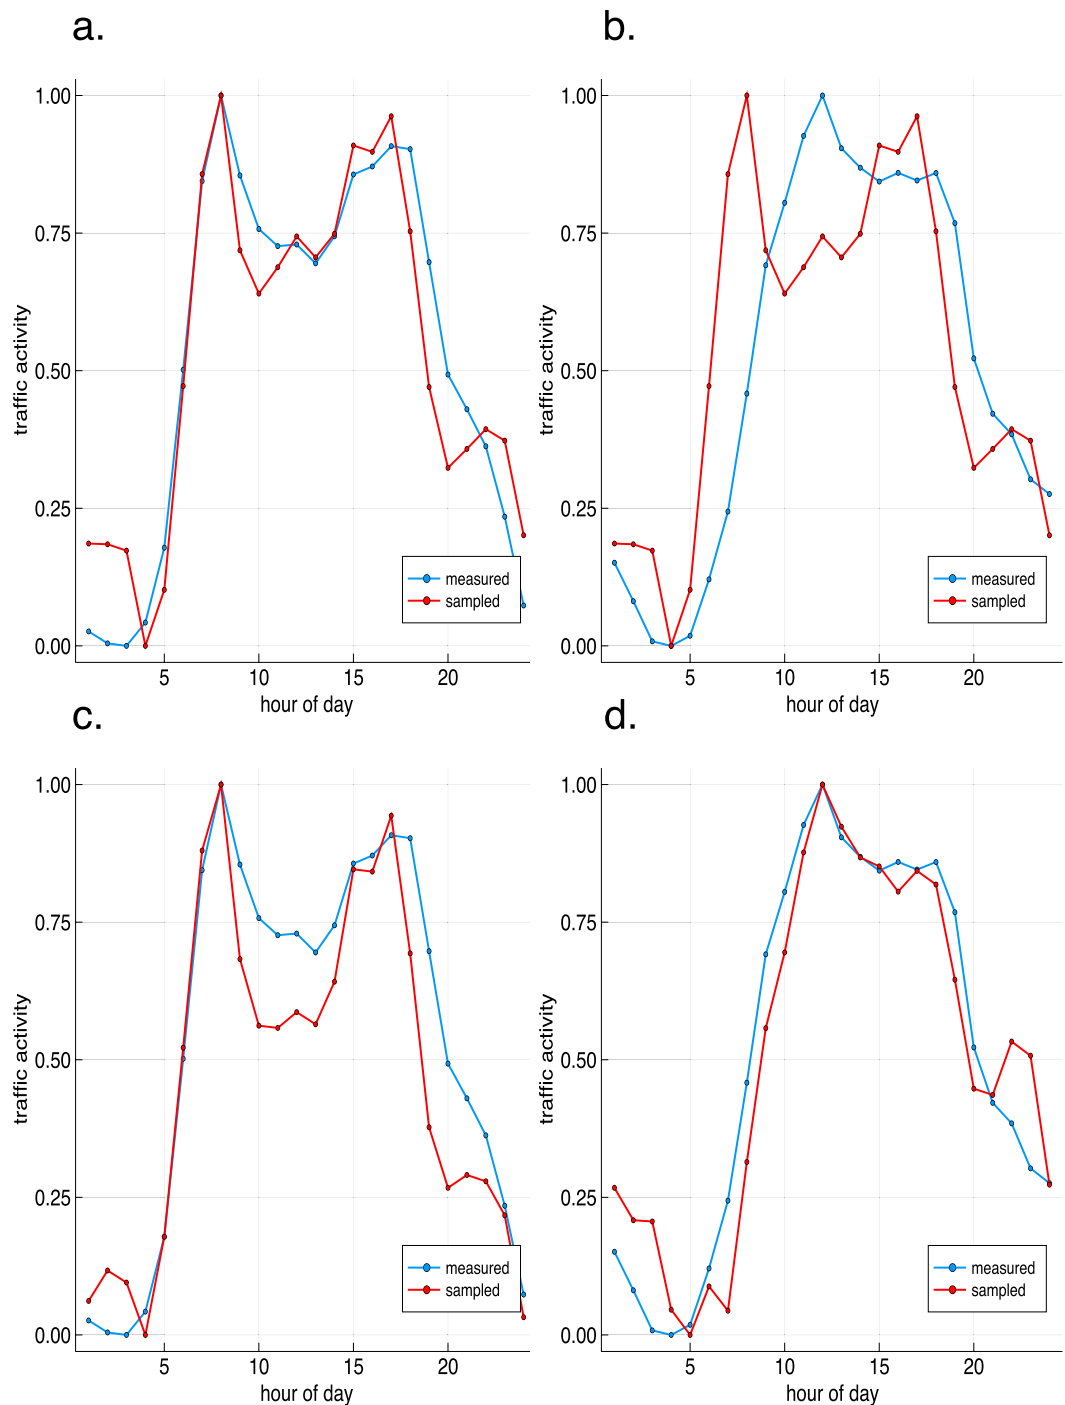 a.
1.00
0.75
0.50
0.25
0.00
traffic activity
5 10 15 20
hour of day
measured
sampled
b.
1.00
0.75
0.50
0.25
0.00
traffic activity
5 10 15 20
hour of day
measured
sampled
c.
1.00
0.75
0.50
0.25
0.00
traffic activity
5 10 15 20
hour of day
measured
sampled
d.
1.00
0.75
0.50
0.25
0.00
traffic activity
5 10 15 20
hour of day
measured
sampled